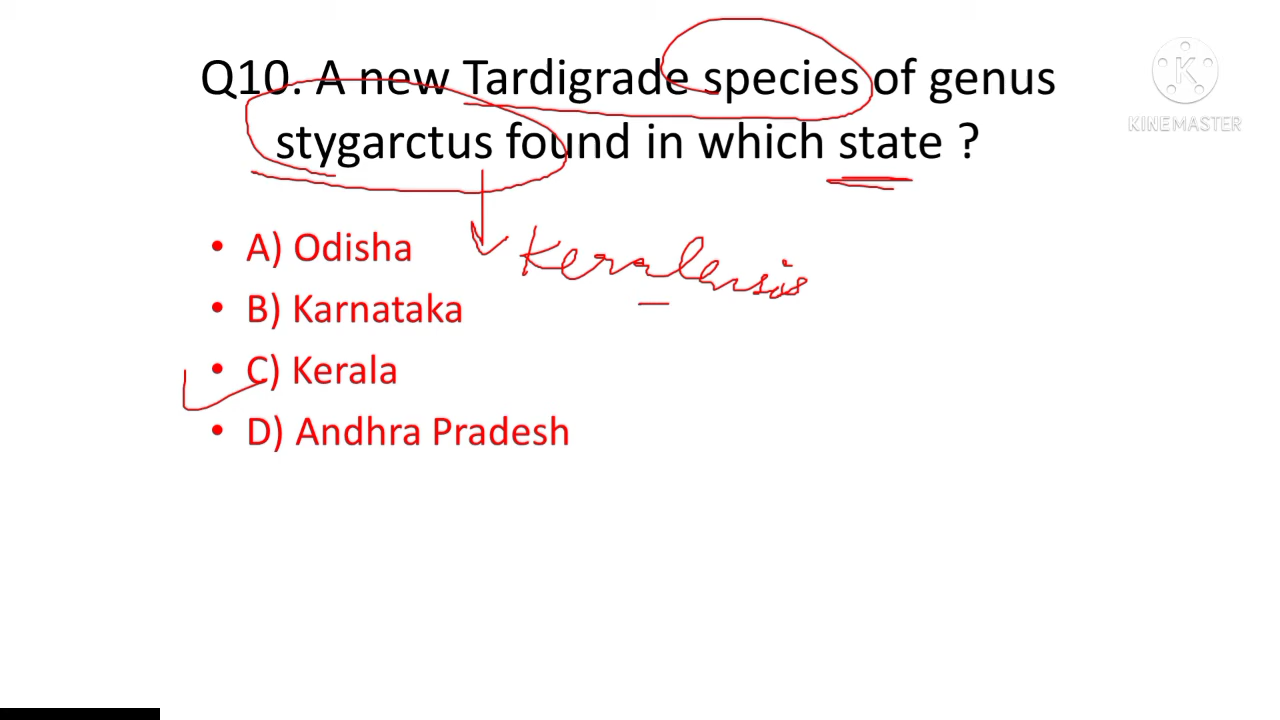 Q10. A new Tardigrade species of genus
stygarctus found in which state ?
• A) Odisha
Keralensis
• B) Karnataka
• C) Kerala
• D) Andhra Pradesh
K
KINEMASTER